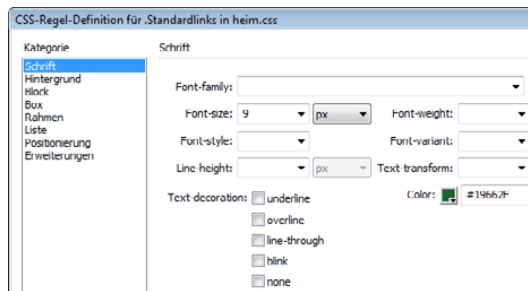 CSS-Regel-Definition für .Standardlinks in heim.css
Kategorie
Schrift
Hintergrund
Block
Box
Rahmen
Liste
Positionierung
Erweiterungen
Schrift
Font-family:
Font-size: 9 px Font-weight:
Font-style: Font-variant:
Line-height: px Text-transform:
Text-decoration: underline Color: #19662F
overline
line-through
blink
none